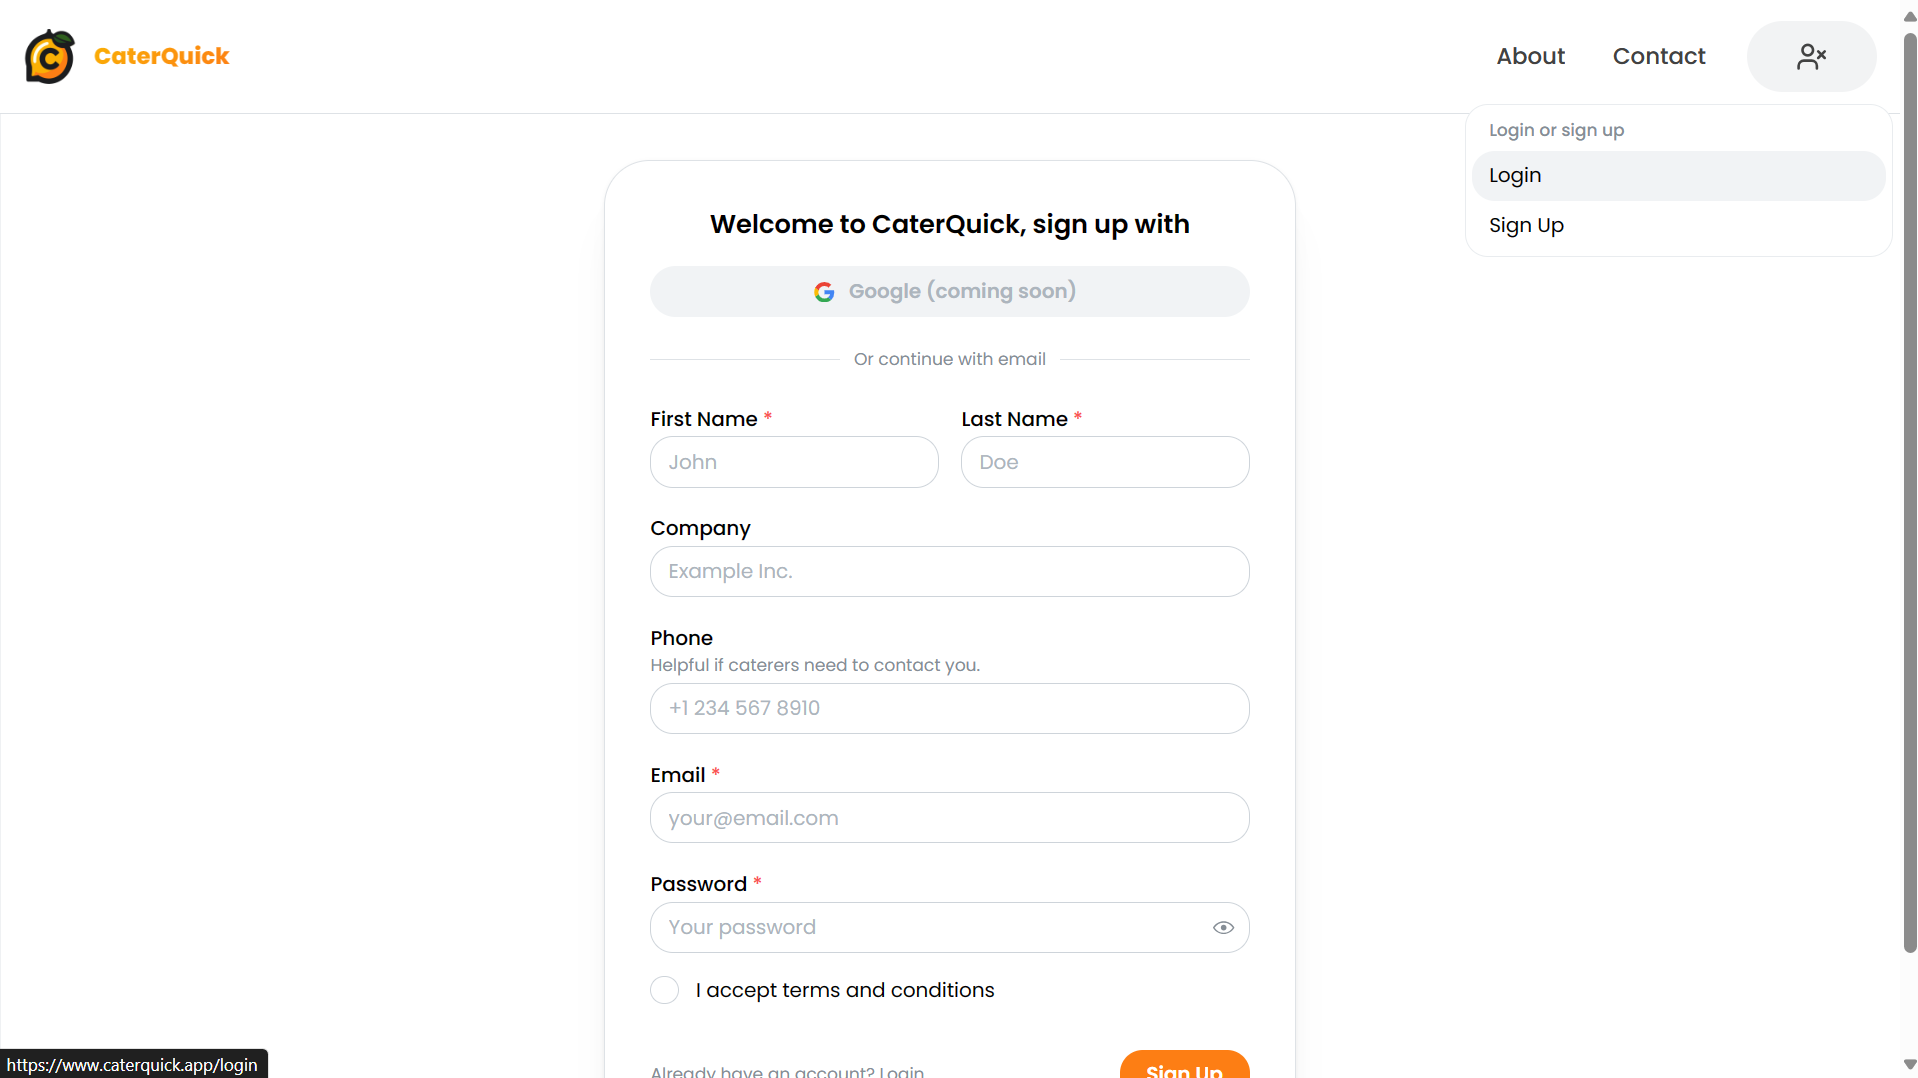 CaterQuick
About
Contact
Login or sign up
Login
Sign Up
Welcome to CaterQuick, sign up with
Google (coming soon)
Or continue with email
First Name *
Last Name *
John
Doe
Company
Example Inc.
Phone
Helpful if caterers need to contact you.
+1 234 567 8910
Email *
your@email.com
Password *
Your password
I accept terms and conditions
Already have an account? Login
Sign Up
https://www.caterquick.app/login